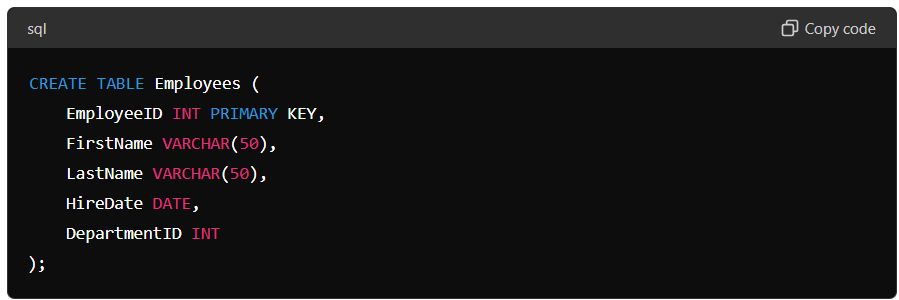 sql
Copy code
CREATE TABLE Employees (
    EmployeeID INT PRIMARY KEY,
    FirstName VARCHAR(50),
    LastName VARCHAR(50),
    HireDate DATE,
    DepartmentID INT
);